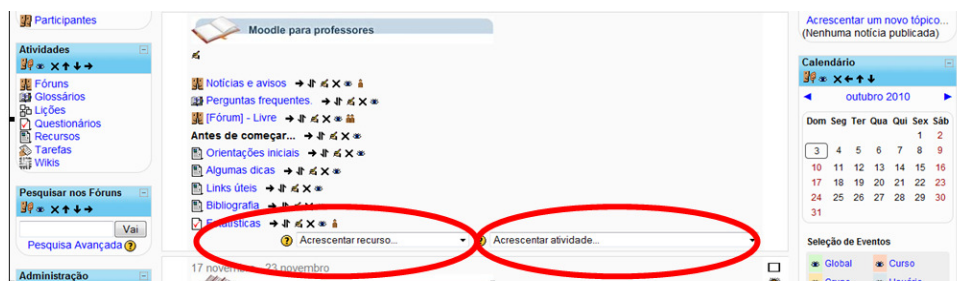 Participantes
Atividades
Fóruns
Glossários
Lições
Questionários
Recursos
Tarefas
Wikis
Pesquisar nos Fóruns
Vai
Pesquisa Avançada
Administração
Moodle para professores
Notícias e avisos
Perguntas frequentes.
[Fórum] - Livre
Antes de começar...
Orientações iniciais
Algumas dicas
Links úteis
Bibliografia
Estatísticas
Acrescentar recurso... Acrescentar atividade...
17 novembro - 23 novembro
Acrescentar um novo tópico...
(Nenhuma notícia publicada)
Calendário
outubro 2010
Dom Seg Ter Qua Qui Sex Sáb
1 2
3 4 5 6 7 8 9
10 11 12 13 14 15 16
17 18 19 20 21 22 23
24 25 26 27 28 29 30
31
Seleção de Eventos
Global Curso